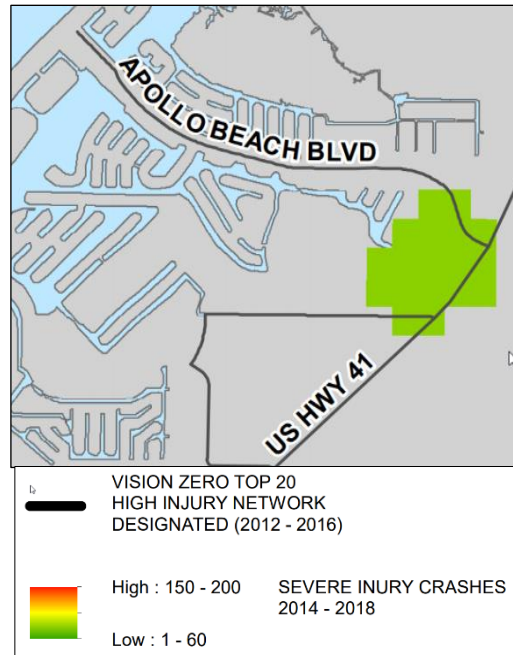 APOLLO BEACH BLVD
US HWY 41
VISION ZERO TOP 20
HIGH INJURY NETWORK
DESIGNATED (2012 - 2016)
High : 150 - 200 SEVERE INURY CRASHES
2014 - 2018
Low : 1 - 60